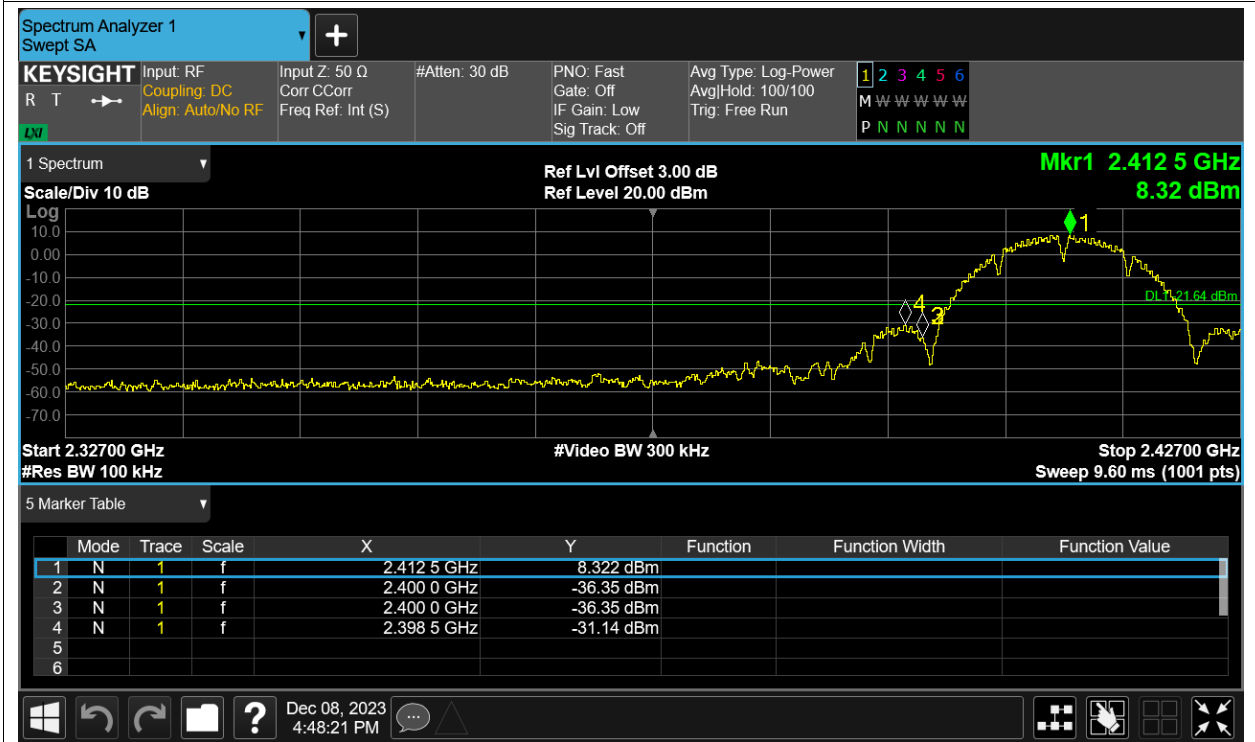 Spectrum Analyzer 1
Swept SA
+
KEYSIGHT
R T
LXI
Input: RF
Coupling: DC
Align: Auto/No RF
Input Z: 50 Ω
Corr CCorr
Freq Ref: Int (S)
#Atten: 30 dB
PNO: Fast
Gate: Off
IF Gain: Low
Sig Track: Off
Avg Type: Log-Power
Avg|Hold: 100/100
Trig: Free Run
1 2 3 4 5 6
M W W W W W
P N N N N N
1 Spectrum
Scale/Div 10 dB
Ref Lvl Offset 3.00 dB
Ref Level 20.00 dBm
Mkr1 2.412 5 GHz
8.32 dBm
Log
10.0
0.00
-10.0
-20.0
-30.0
-40.0
-50.0
-60.0
-70.0
1
4
DL1 -21.64 dBm
Start 2.32700 GHz
#Video BW 300 kHz
Stop 2.42700 GHz
#Res BW 100 kHz
Sweep 9.60 ms (1001 pts)
5 Marker Table
Mode Trace Scale X Y Function Function Width Function Value
1 N 1 f 2.412 5 GHz 8.322 dBm
2 N 1 f 2.400 0 GHz -36.35 dBm
3 N 1 f 2.400 0 GHz -36.35 dBm
4 N 1 f 2.398 5 GHz -31.14 dBm
5
6
?
Dec 08, 2023
4:48:21 PM